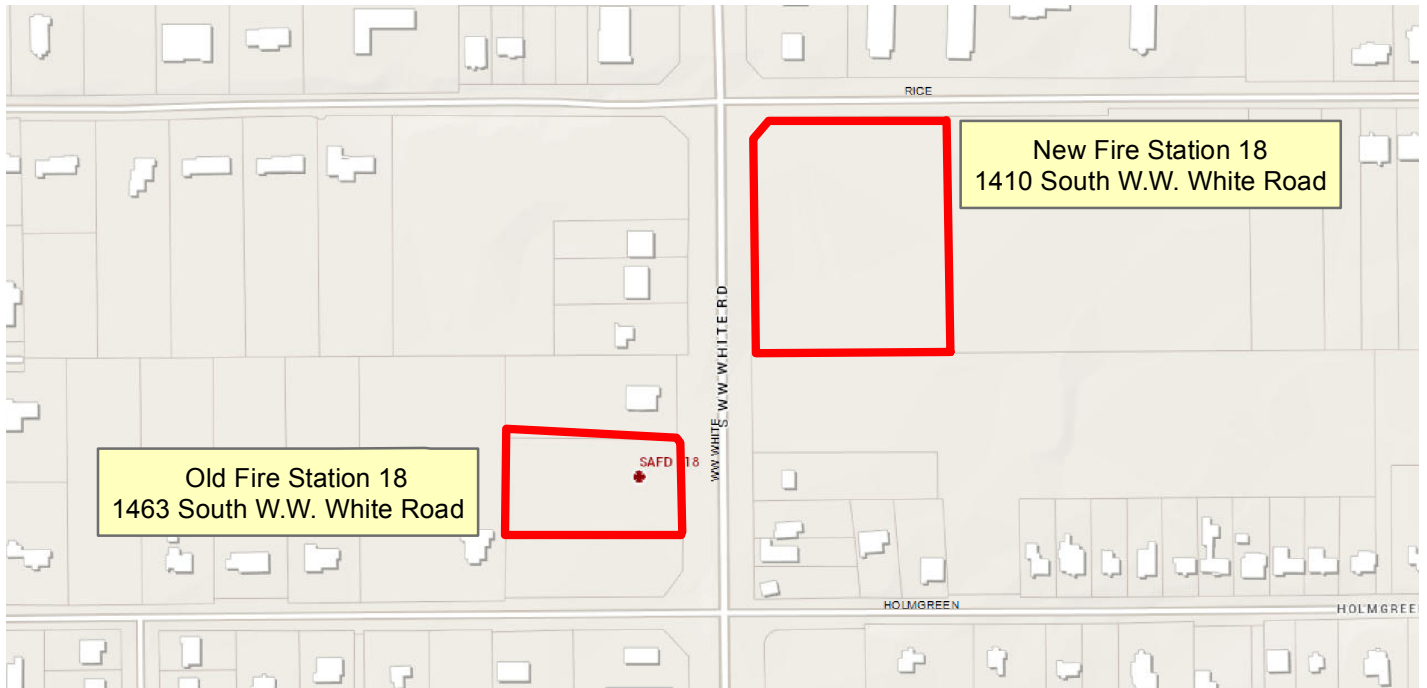 RICE
New Fire Station 18
1410 South W.W. White Road
S W.W. WHITE RD
WW WHITE
SAFD 18
Old Fire Station 18
1463 South W.W. White Road
HOLMGREEN
HOLMGREE